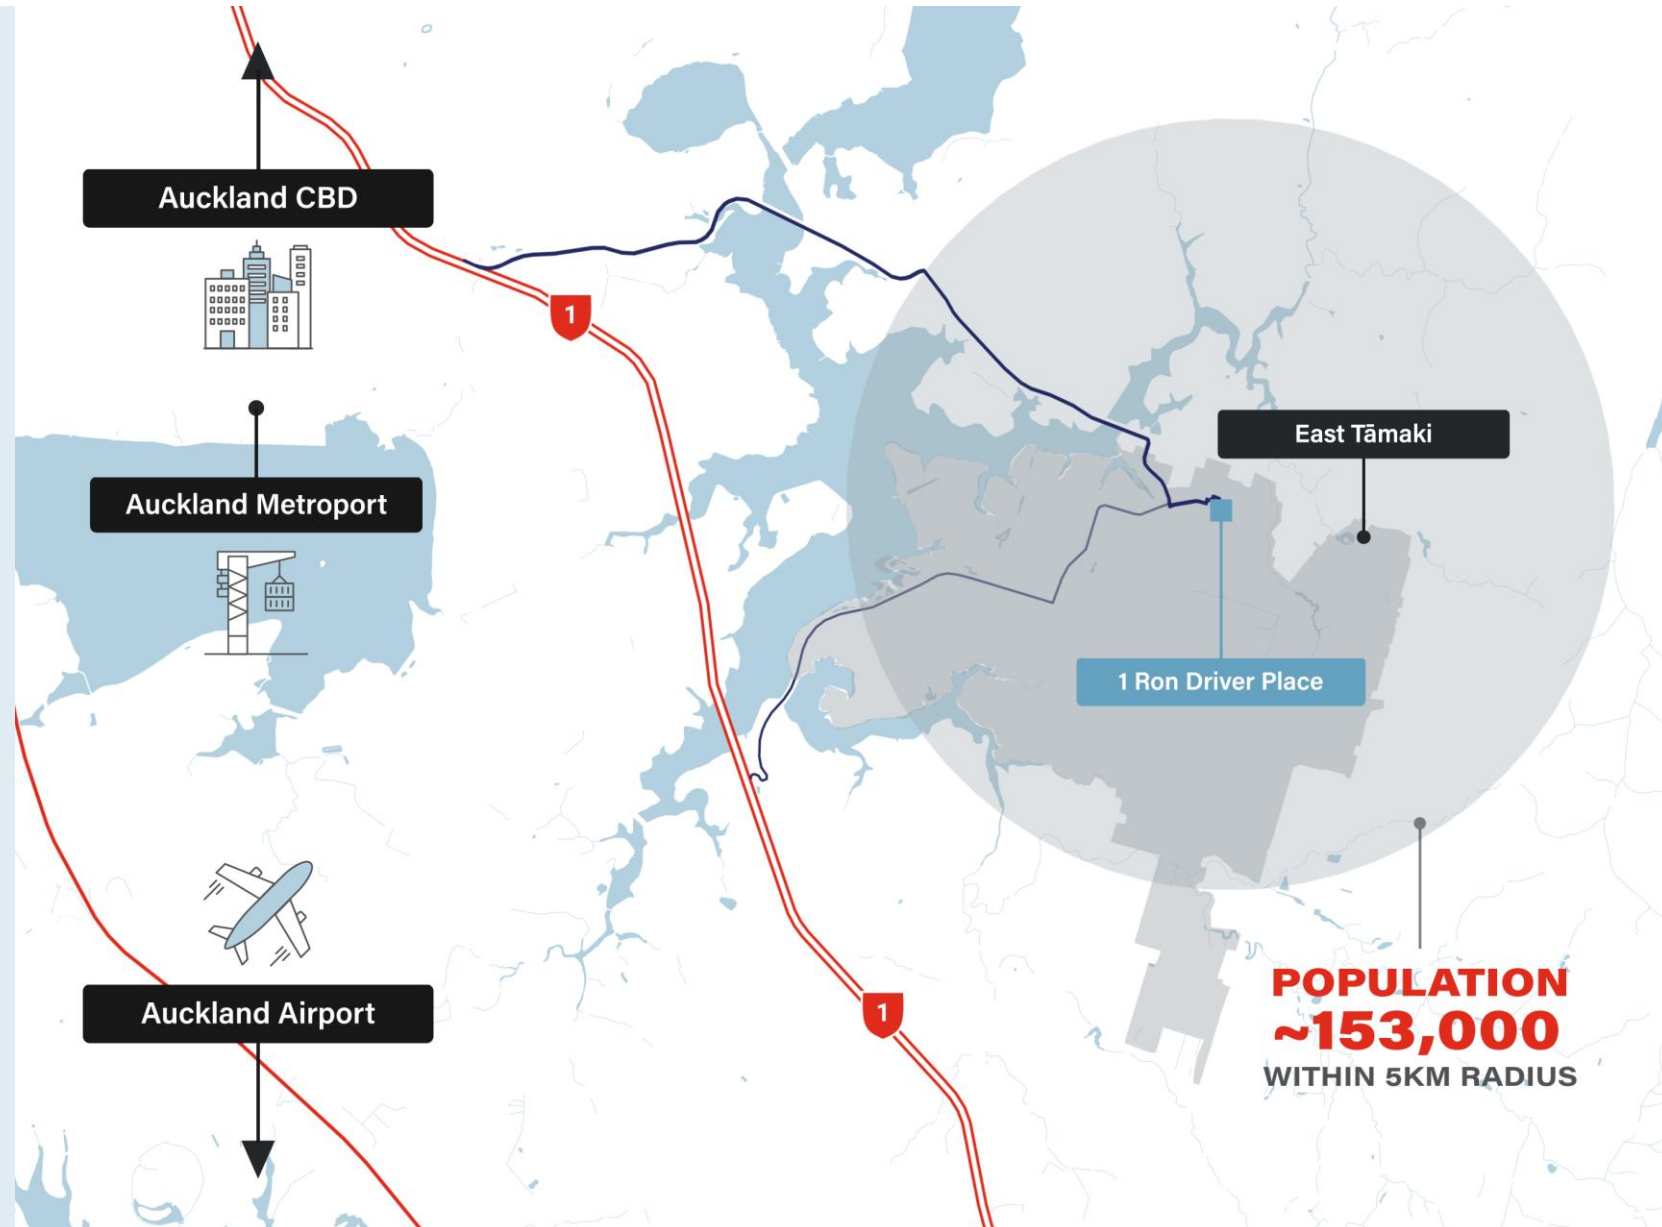 Auckland CBD
1
East Tāmaki
Auckland Metroport
1 Ron Driver Place
Auckland Airport
1
POPULATION
~153,000
WITHIN 5KM RADIUS